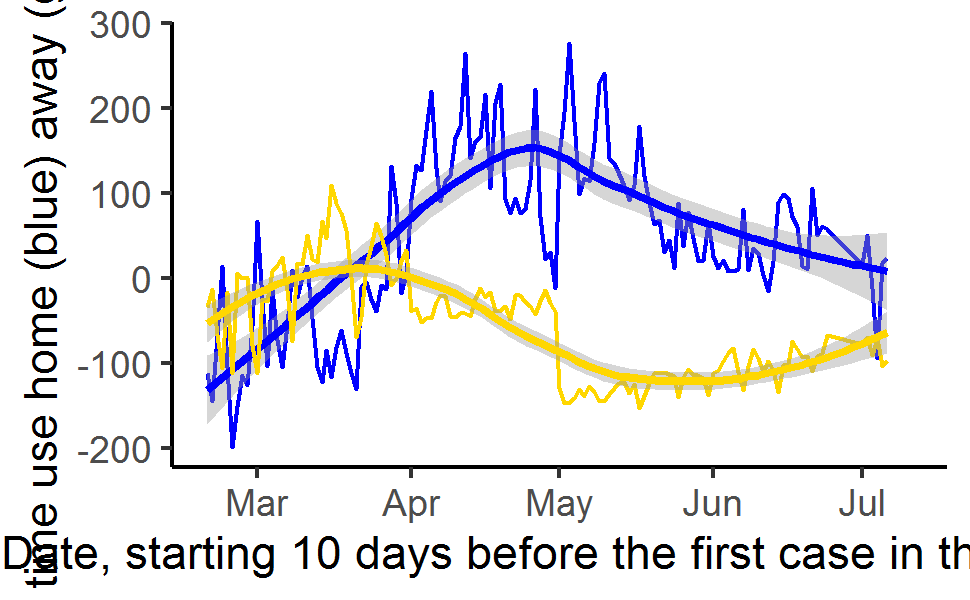 time use home (blue) away (
300
200
100
0
-100
-200
Mar Apr May Jun Jul
Date, starting 10 days before the first case in th